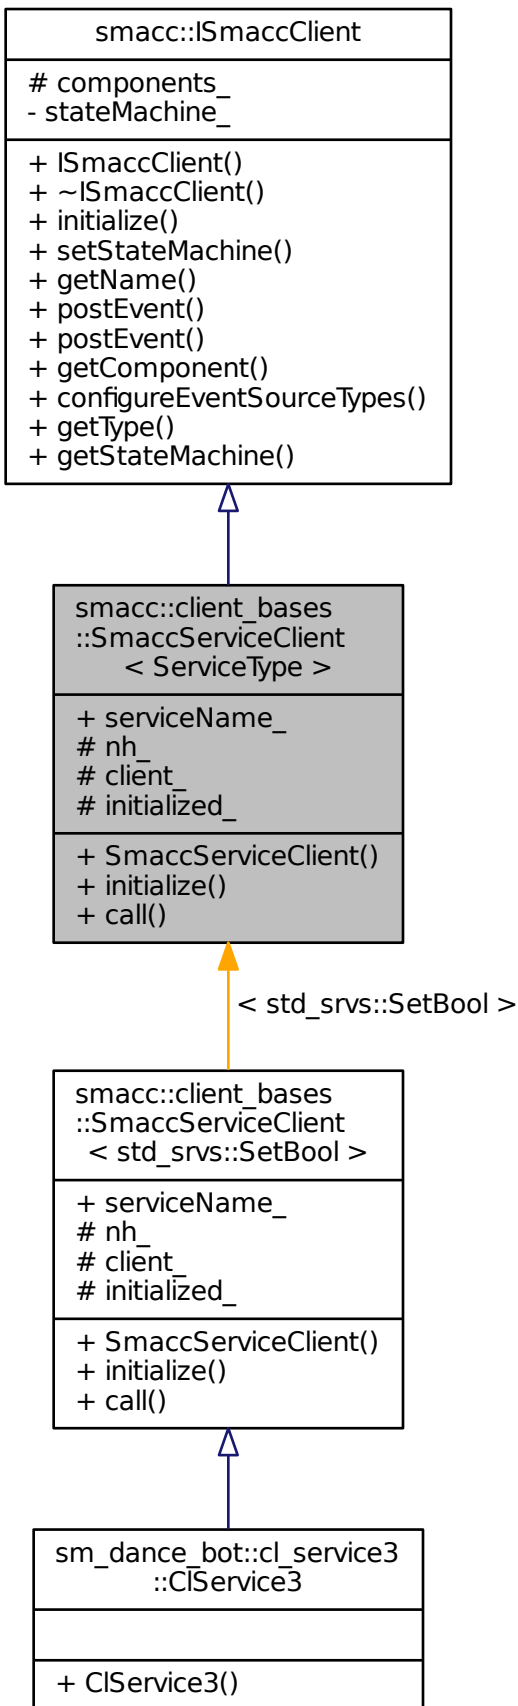 smacc::ISmaccClient
# components_
- stateMachine_
+ ISmaccClient()
+ ~ISmaccClient()
+ initialize()
+ setStateMachine()
+ getName()
+ postEvent()
+ postEvent()
+ getComponent()
+ configureEventSourceTypes()
+ getType()
+ getStateMachine()
smacc::client_bases
::SmaccServiceClient
< ServiceType >
+ serviceName_
# nh_
# client_
# initialized_
+ SmaccServiceClient()
+ initialize()
+ call()
< std_srvs::SetBool >
smacc::client_bases
::SmaccServiceClient
< std_srvs::SetBool >
+ serviceName_
# nh_
# client_
# initialized_
+ SmaccServiceClient()
+ initialize()
+ call()
sm_dance_bot::cl_service3
::ClService3
+ ClService3()